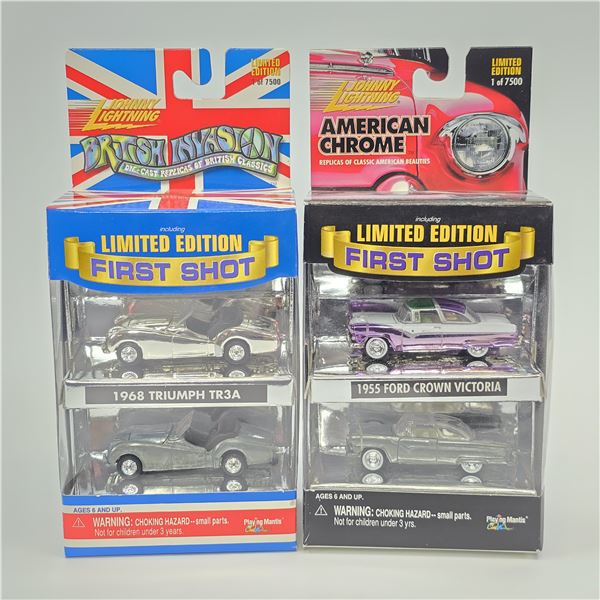 JOHNNY
LIGHTNING
LIMITED
EDITION
1 of 7500
BRITISH INVASION
DIE-CAST REPLICAS OF BRITISH CLASSICS
including
LIMITED EDITION
FIRST SHOT
1968 TRIUMPH TR3A
AGES 6 AND UP.
WARNING: CHOKING HAZARD--small parts.
Not for children under 3 years.
Playing Mantis
JOHNNY
LIGHTNING
LIMITED
EDITION
1 of 7500
AMERICAN
CHROME
REPLICAS OF CLASSIC AMERICAN BEAUTIES
including
LIMITED EDITION
FIRST SHOT
1955 FORD CROWN VICTORIA
AGES 6 AND UP.
WARNING: CHOKING HAZARD--small parts.
Not for children under 3 yrs.
Playing Mantis